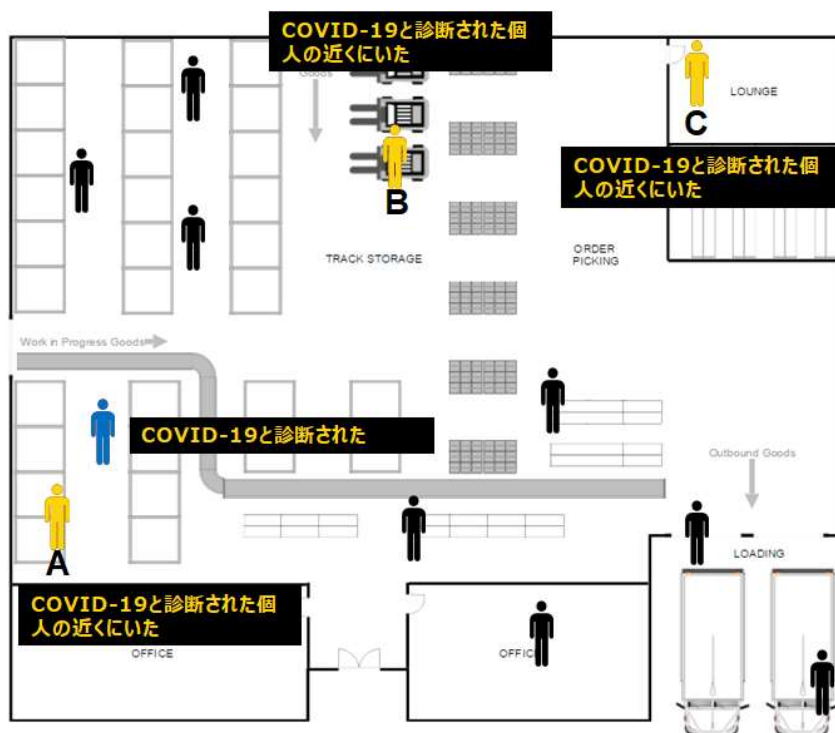 COVID-19と診断された個
人の近くにいた
Goods
C
LOUNGE
COVID-19と診断された個
人の近くにいた
B
TRACK STORAGE
ORDER
PICKING
Work in Progress Goods
COVID-19と診断された
Outbound Goods
A
LOADING
COVID-19と診断された個
人の近くにいた
OFFICE
OFFIC